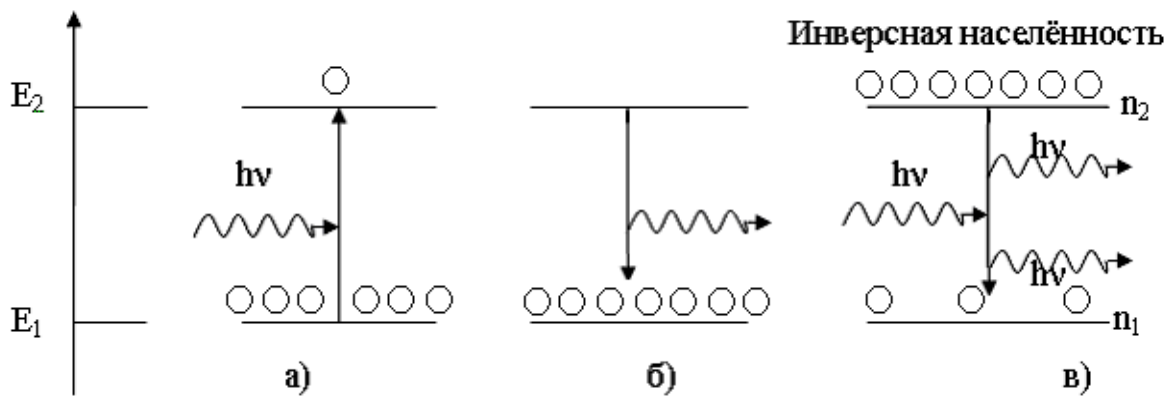 Инверсная населённость
E₂
n₂
hν
hν
hν
hν
E₁
n₁
а)
б)
в)